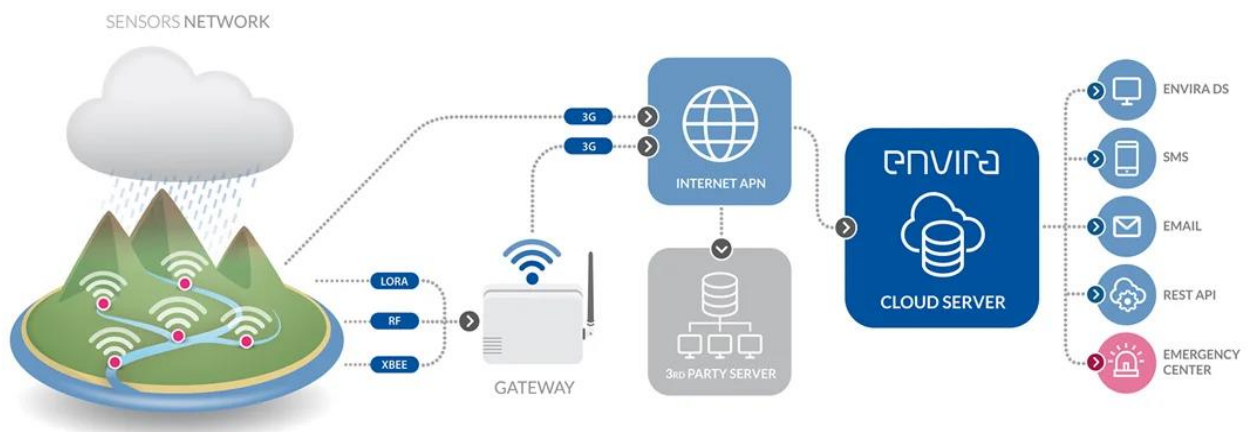 SENSORS NETWORK
3G
3G
INTERNET APN
LORA
RF
XBEE
GATEWAY
3RD PARTY SERVER
envira
CLOUD SERVER
ENVIRA DS
SMS
EMAIL
REST API
EMERGENCY
CENTER